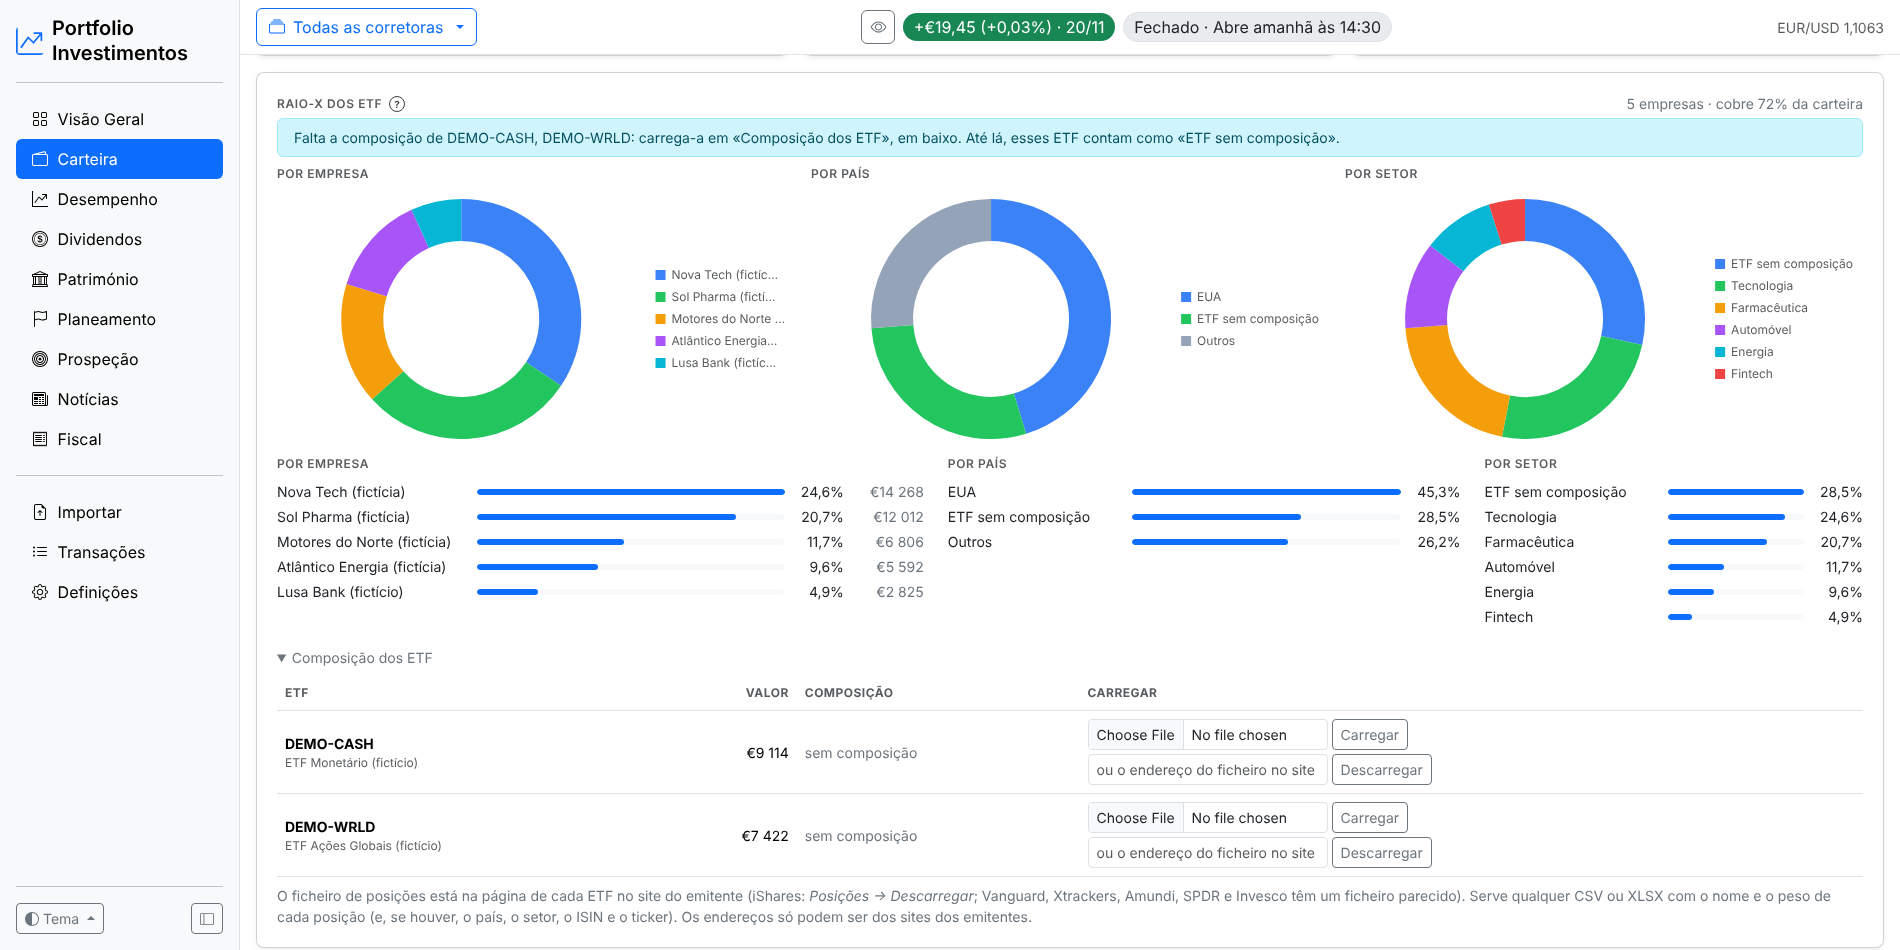 Portfolio
Investimentos
Visão Geral
Carteira
Desempenho
Dividendos
Património
Planeamento
Prospeção
Notícias
Fiscal
Importar
Transações
Definições
Tema
Todas as corretoras
+€19,45 (+0,03%) · 20/11
Fechado · Abre amanhã às 14:30
EUR/USD 1,1063
RAIO-X DOS ETF ?
5 empresas · cobre 72% da carteira
Falta a composição de DEMO-CASH, DEMO-WRLD: carrega-a em «Composição dos ETF», em baixo. Até lá, esses ETF contam como «ETF sem composição».
POR EMPRESA
Nova Tech (fictíc...
Sol Pharma (fictí...
Motores do Norte ...
Atlântico Energia...
Lusa Bank (fictíc...
POR PAÍS
EUA
ETF sem composição
Outros
POR SETOR
ETF sem composição
Tecnologia
Farmacêutica
Automóvel
Energia
Fintech
POR EMPRESA
Nova Tech (fictícia) 24,6% €14 268
Sol Pharma (fictícia) 20,7% €12 012
Motores do Norte (fictícia) 11,7% €6 806
Atlântico Energia (fictícia) 9,6% €5 592
Lusa Bank (fictício) 4,9% €2 825
POR PAÍS
EUA 45,3%
ETF sem composição 28,5%
Outros 26,2%
POR SETOR
ETF sem composição 28,5%
Tecnologia 24,6%
Farmacêutica 20,7%
Automóvel 11,7%
Energia 9,6%
Fintech 4,9%
▼ Composição dos ETF
ETF VALOR COMPOSIÇÃO CARREGAR
DEMO-CASH
ETF Monetário (fictício)
€9 114 sem composição
Choose File No file chosen Carregar
ou o endereço do ficheiro no site Descarregar
DEMO-WRLD
ETF Ações Globais (fictício)
€7 422 sem composição
Choose File No file chosen Carregar
ou o endereço do ficheiro no site Descarregar
O ficheiro de posições está na página de cada ETF no site do emitente (iShares: Posições → Descarregar; Vanguard, Xtrackers, Amundi, SPDR e Invesco têm um ficheiro parecido). Serve qualquer CSV ou XLSX com o nome e o peso de
cada posição (e, se houver, o país, o setor, o ISIN e o ticker). Os endereços só podem ser dos sites dos emitentes.